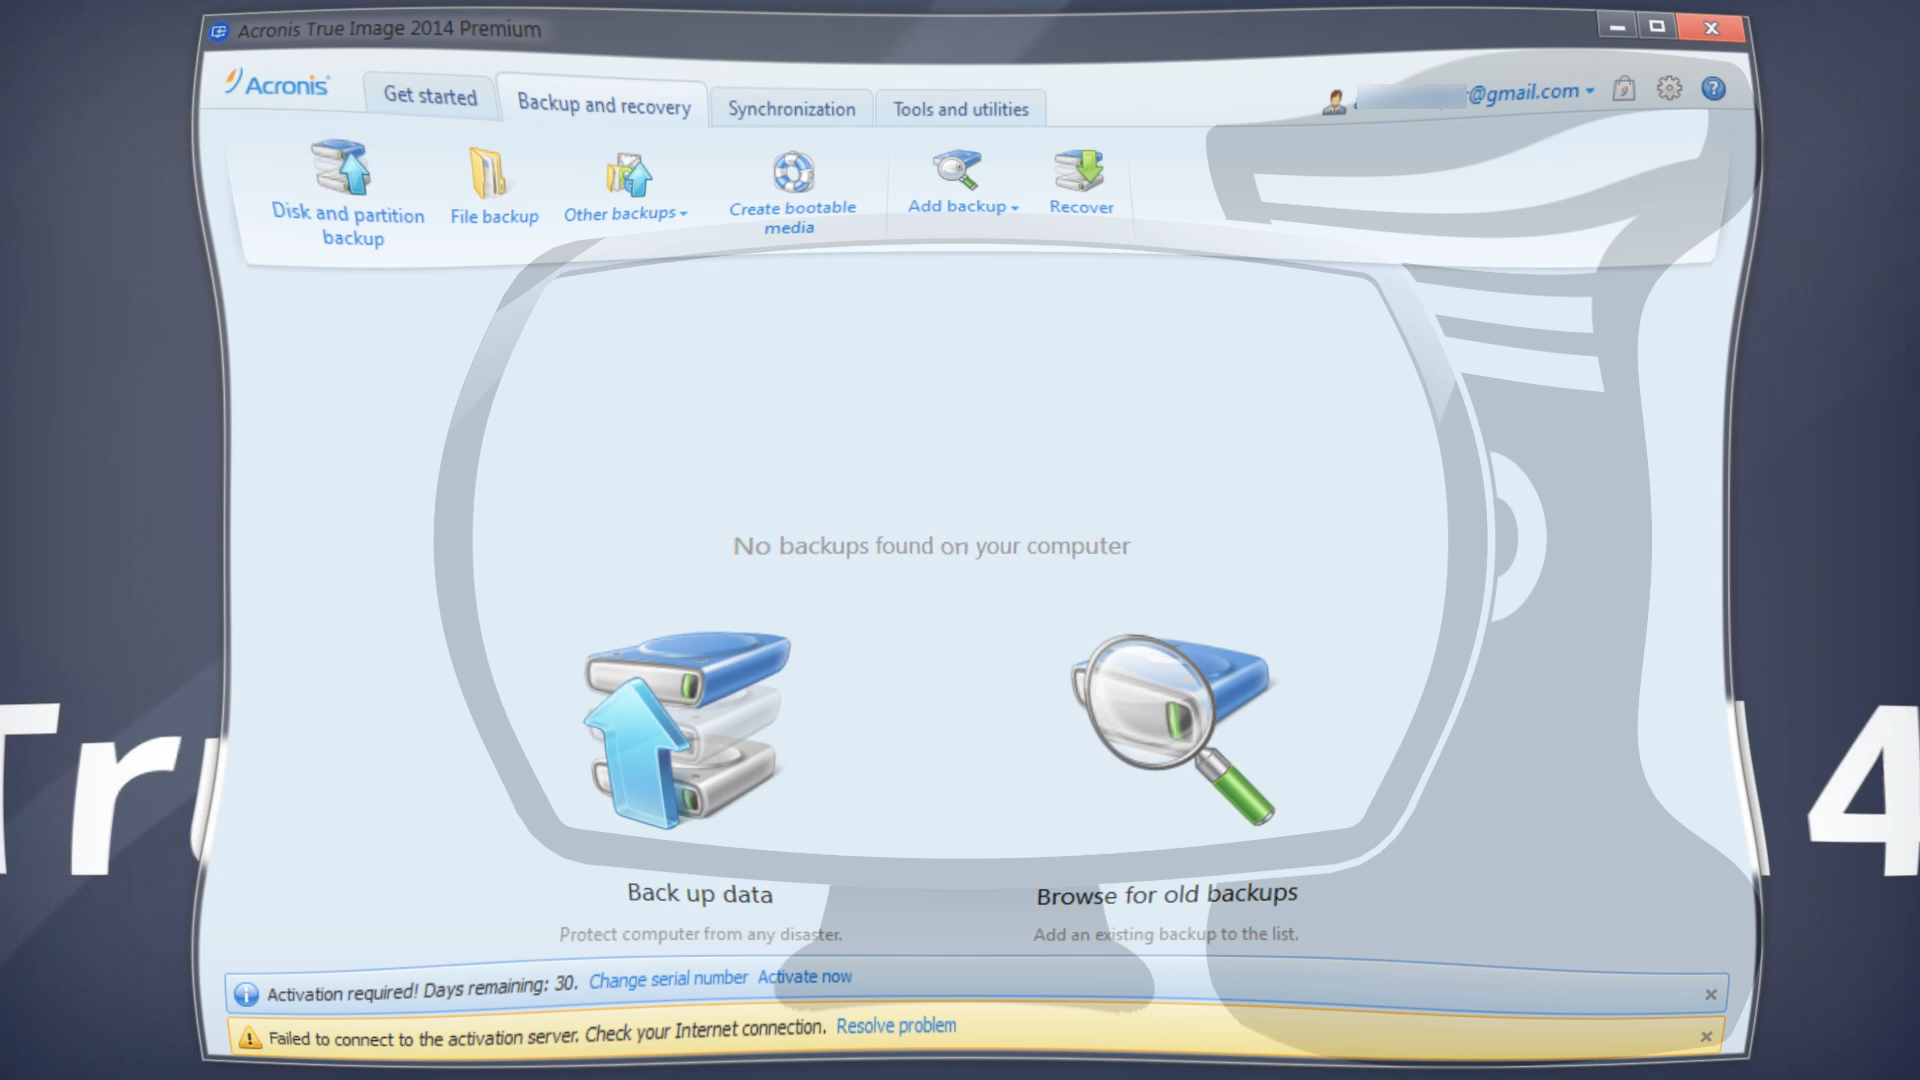 Acronis True Image 2014 Premium
Acronis
Get started
Backup and recovery
Synchronization
Tools and utilities
@gmail.com
Disk and partition
backup
File backup
Other backups
Create bootable
media
Add backup
Recover
No backups found on your computer
Back up data
Protect computer from any disaster.
Browse for old backups
Add an existing backup to the list.
Activation required! Days remaining: 30. Change serial number Activate now
Failed to connect to the activation server. Check your Internet connection. Resolve problem
4